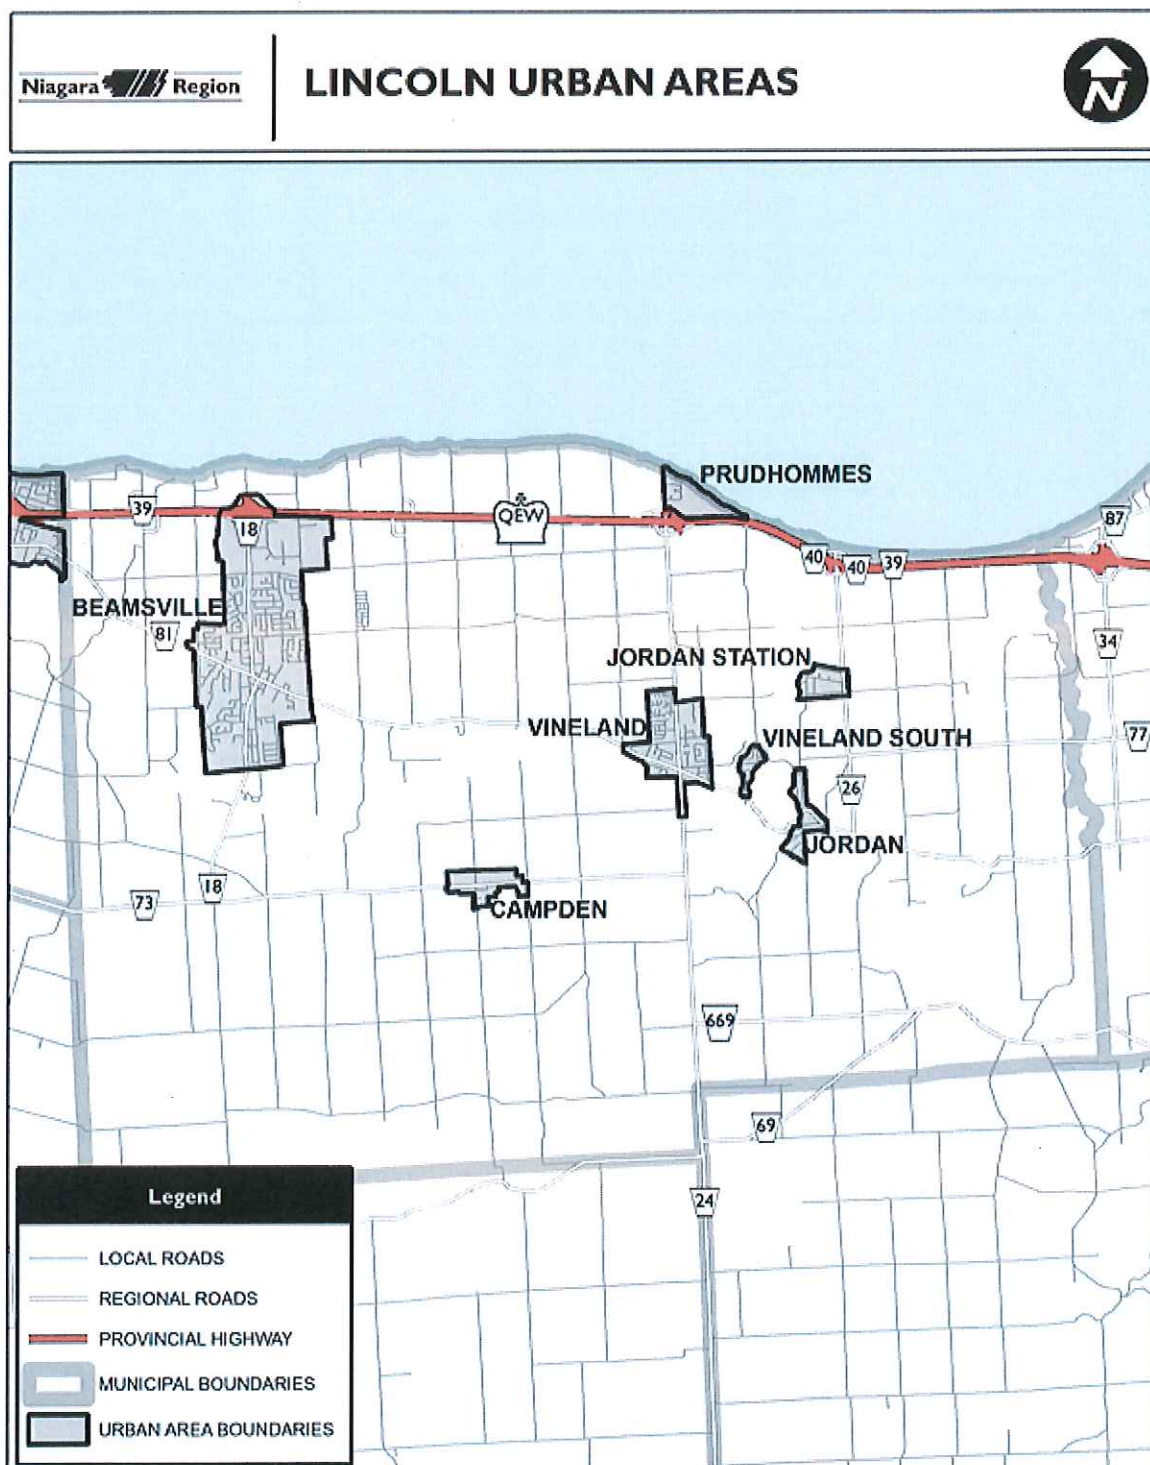 Niagara Region
LINCOLN URBAN AREAS
N
PRUDHOMMES
39
18
QEW
87
40
40
39
BEAMSVILLE
81
34
JORDAN STATION
VINELAND
VINELAND SOUTH
77
26
JORDAN
18
73
CAMPDEN
669
69
24
Legend
LOCAL ROADS
REGIONAL ROADS
PROVINCIAL HIGHWAY
MUNICIPAL BOUNDARIES
URBAN AREA BOUNDARIES